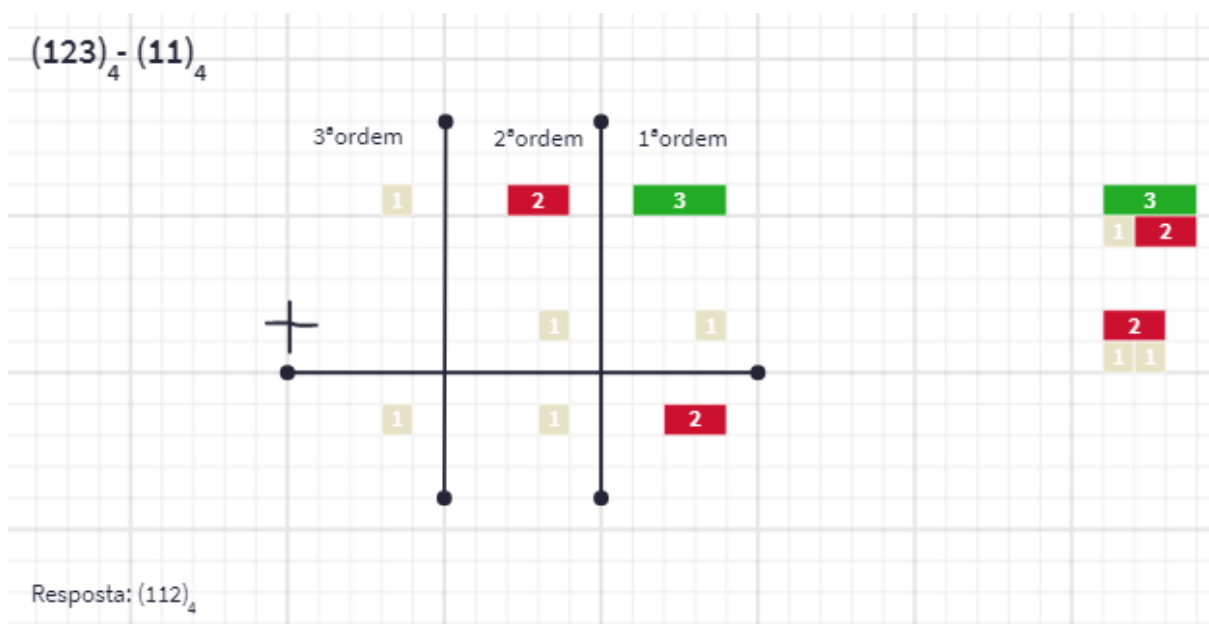 (123)₄- (11)₄
3ªordem 2ªordem 1ªordem
1 2 3 3
1 2
1 1 2
1 1
1 1 2
Resposta: (112)₄